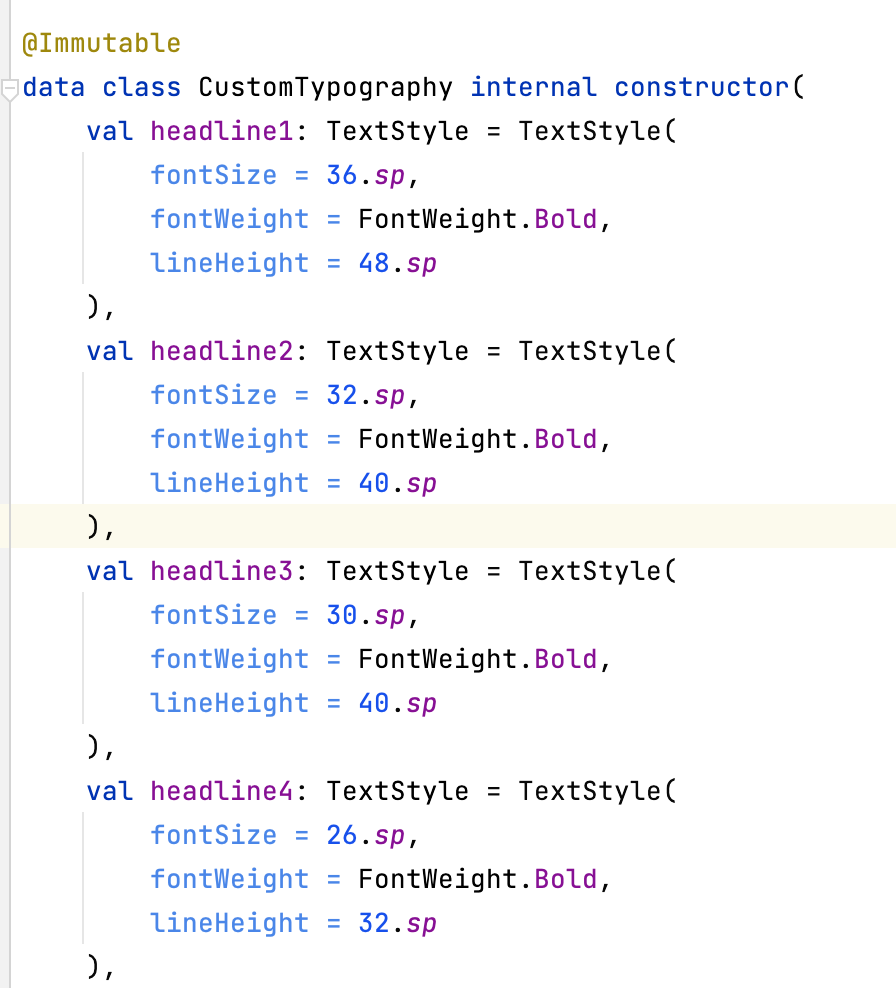 @Immutable
data class CustomTypography internal constructor(
    val headline1: TextStyle = TextStyle(
        fontSize = 36.sp,
        fontWeight = FontWeight.Bold,
        lineHeight = 48.sp
    ),
    val headline2: TextStyle = TextStyle(
        fontSize = 32.sp,
        fontWeight = FontWeight.Bold,
        lineHeight = 40.sp
    ),
    val headline3: TextStyle = TextStyle(
        fontSize = 30.sp,
        fontWeight = FontWeight.Bold,
        lineHeight = 40.sp
    ),
    val headline4: TextStyle = TextStyle(
        fontSize = 26.sp,
        fontWeight = FontWeight.Bold,
        lineHeight = 32.sp
    ),